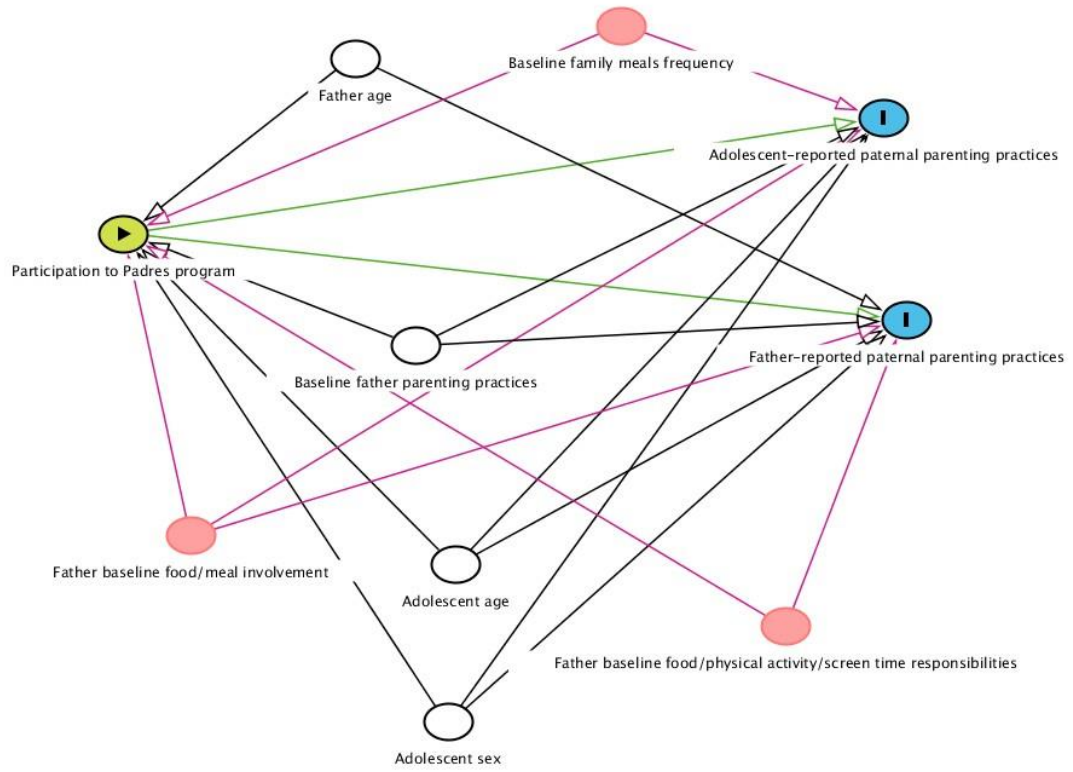 Baseline family meals frequency
Father age
Adolescent-reported paternal parenting practices
Participation to Padres program
Father-reported paternal parenting practices
Baseline father parenting practices
Father baseline food/meal involvement
Adolescent age
Father baseline food/physical activity/screen time responsibilities
Adolescent sex